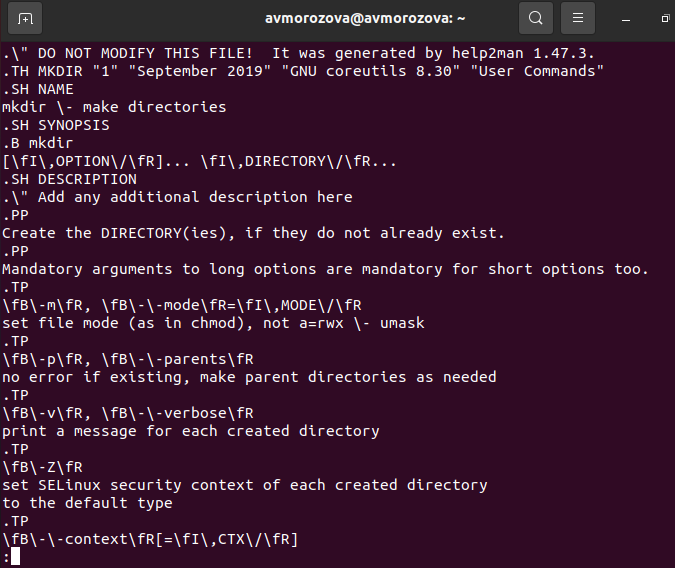 avmorozova@avmorozova: ~
.\" DO NOT MODIFY THIS FILE!  It was generated by help2man 1.47.3.
.TH MKDIR "1" "September 2019" "GNU coreutils 8.30" "User Commands"
.SH NAME
mkdir \- make directories
.SH SYNOPSIS
.B mkdir
[\fI\,OPTION\/\fR]... \fI\,DIRECTORY\/\fR...
.SH DESCRIPTION
.\" Add any additional description here
.PP
Create the DIRECTORY(ies), if they do not already exist.
.PP
Mandatory arguments to long options are mandatory for short options too.
.TP
\fB\-m\fR, \fB\-\-mode\fR=\fI\,MODE\/\fR
set file mode (as in chmod), not a=rwx \- umask
.TP
\fB\-p\fR, \fB\-\-parents\fR
no error if existing, make parent directories as needed
.TP
\fB\-v\fR, \fB\-\-verbose\fR
print a message for each created directory
.TP
\fB\-Z\fR
set SELinux security context of each created directory
to the default type
.TP
\fB\-\-context\fR[=\fI\,CTX\/\fR]
: